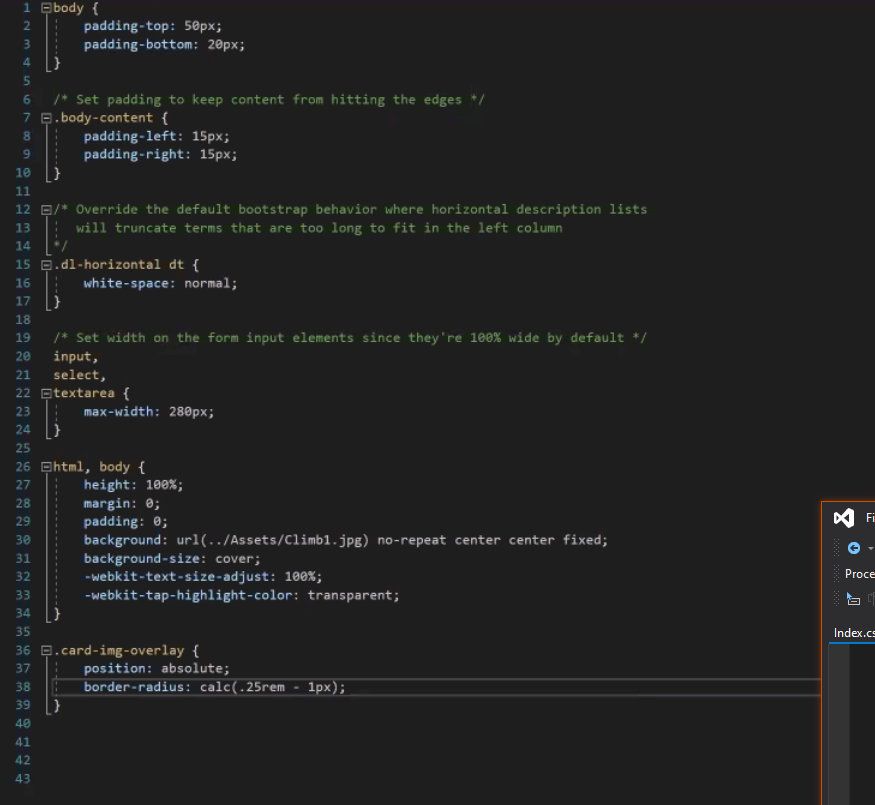 1 body {
2 padding-top: 50px;
3 padding-bottom: 20px;
4 }
5
6 /* Set padding to keep content from hitting the edges */
7 .body-content {
8 padding-left: 15px;
9 padding-right: 15px;
10 }
11
12 /* Override the default bootstrap behavior where horizontal description lists
13 will truncate terms that are too long to fit in the left column
14 */
15 .dl-horizontal dt {
16 white-space: normal;
17 }
18
19 /* Set width on the form input elements since they're 100% wide by default */
20 input,
21 select,
22 textarea {
23 max-width: 280px;
24 }
25
26 html, body {
27 height: 100%;
28 margin: 0;
29 padding: 0;
30 background: url(../Assets/Climb1.jpg) no-repeat center center fixed;
31 background-size: cover;
32 -webkit-text-size-adjust: 100%;
33 -webkit-tap-highlight-color: transparent;
34 }
35
36 .card-img-overlay {
37 position: absolute;
38 border-radius: calc(.25rem - 1px);
39 }
40
41
42
43
Fi
Proce
Index.cs